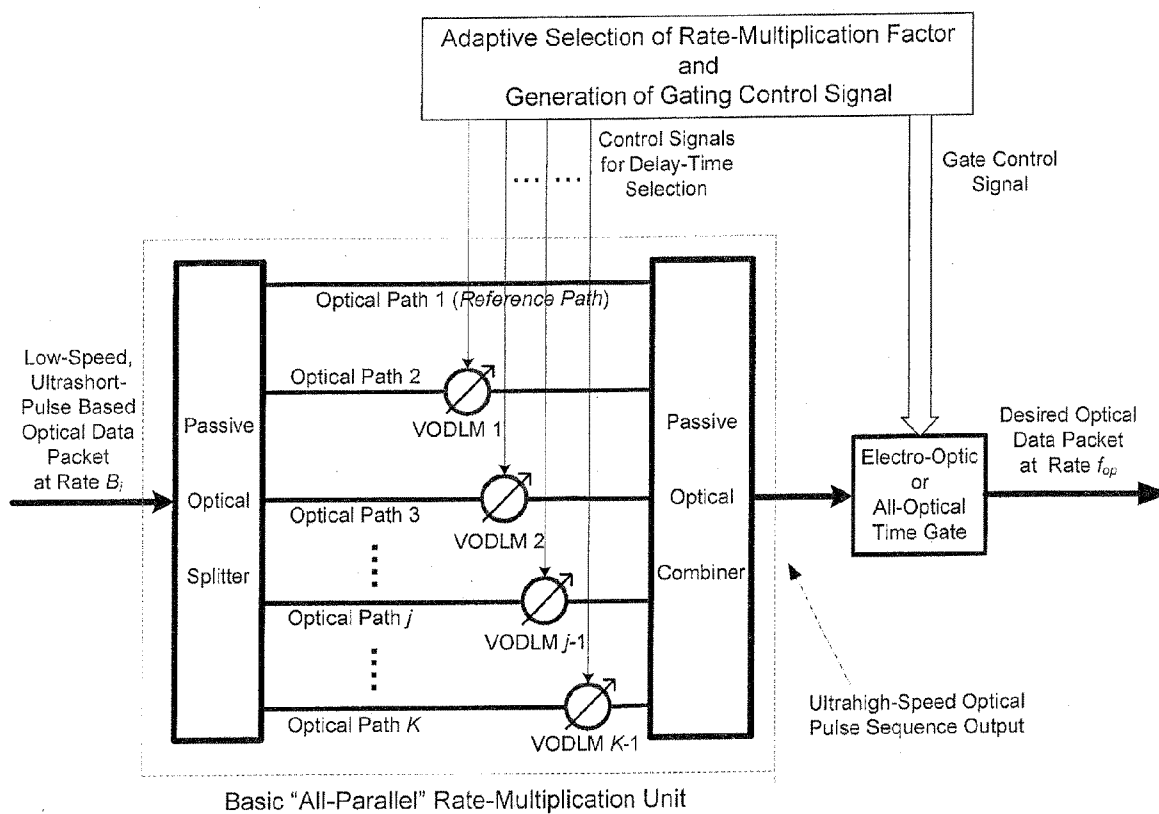 Adaptive Selection of Rate-Multiplication Factor
and
Generation of Gating Control Signal
Control Signals
for Delay-Time
Selection
Gate Control
Signal
Optical Path 1 (Reference Path)
Low-Speed,
Ultrashort-
Pulse Based
Optical Data
Packet
at Rate Bi
Passive
Optical
Splitter
Optical Path 2
VODLM 1
Optical Path 3
VODLM 2
Optical Path j
VODLM j-1
Optical Path K
VODLM K-1
Passive
Optical
Combiner
Electro-Optic
or
All-Optical
Time Gate
Desired Optical
Data Packet
at Rate fop
Ultrahigh-Speed Optical
Pulse Sequence Output
Basic “All-Parallel” Rate-Multiplication Unit